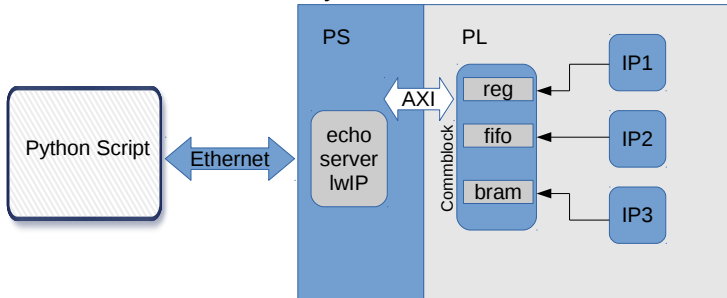 PS
PL
IP1
AXI
reg
Python Script
Ethernet
echo
server
lwIP
Commblock
fifo
IP2
bram
IP3